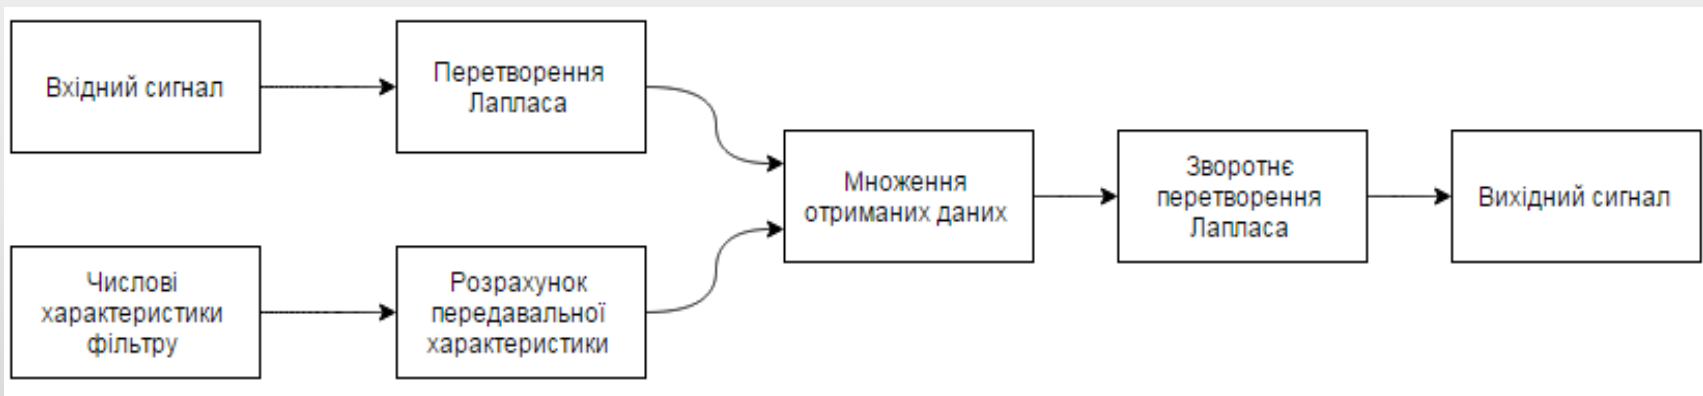 Вхідний сигнал
Перетворення
Лапласа
Числові
характеристики
фільтру
Розрахунок
передавальної
характеристики
Множення
отриманих даних
Зворотнє
перетворення
Лапласа
Вихідний сигнал